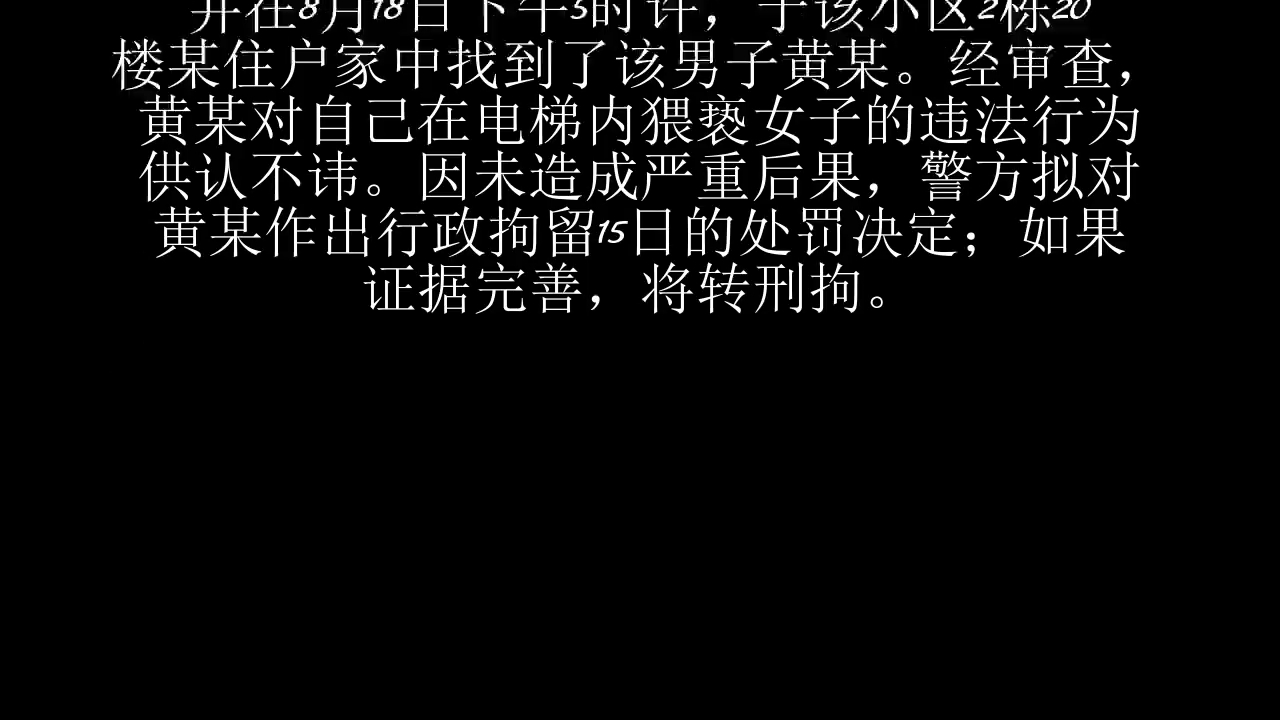 并在8月18日下午5时许，于该小区2栋20
楼某住户家中找到了该男子黄某。经审查，
黄某对自己在电梯内猥亵女子的违法行为
供认不讳。因未造成严重后果，警方拟对
黄某作出行政拘留15日的处罚决定；如果
证据完善，将转刑拘。